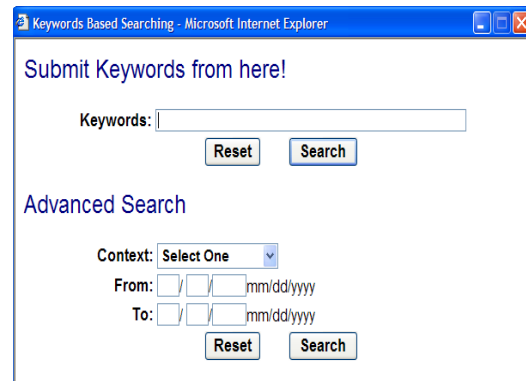 Keywords Based Searching - Microsoft Internet Explorer
Submit Keywords from here!
Keywords:
Reset Search
Advanced Search
Context: Select One
From: / / mm/dd/yyyy
To: / / mm/dd/yyyy
Reset Search